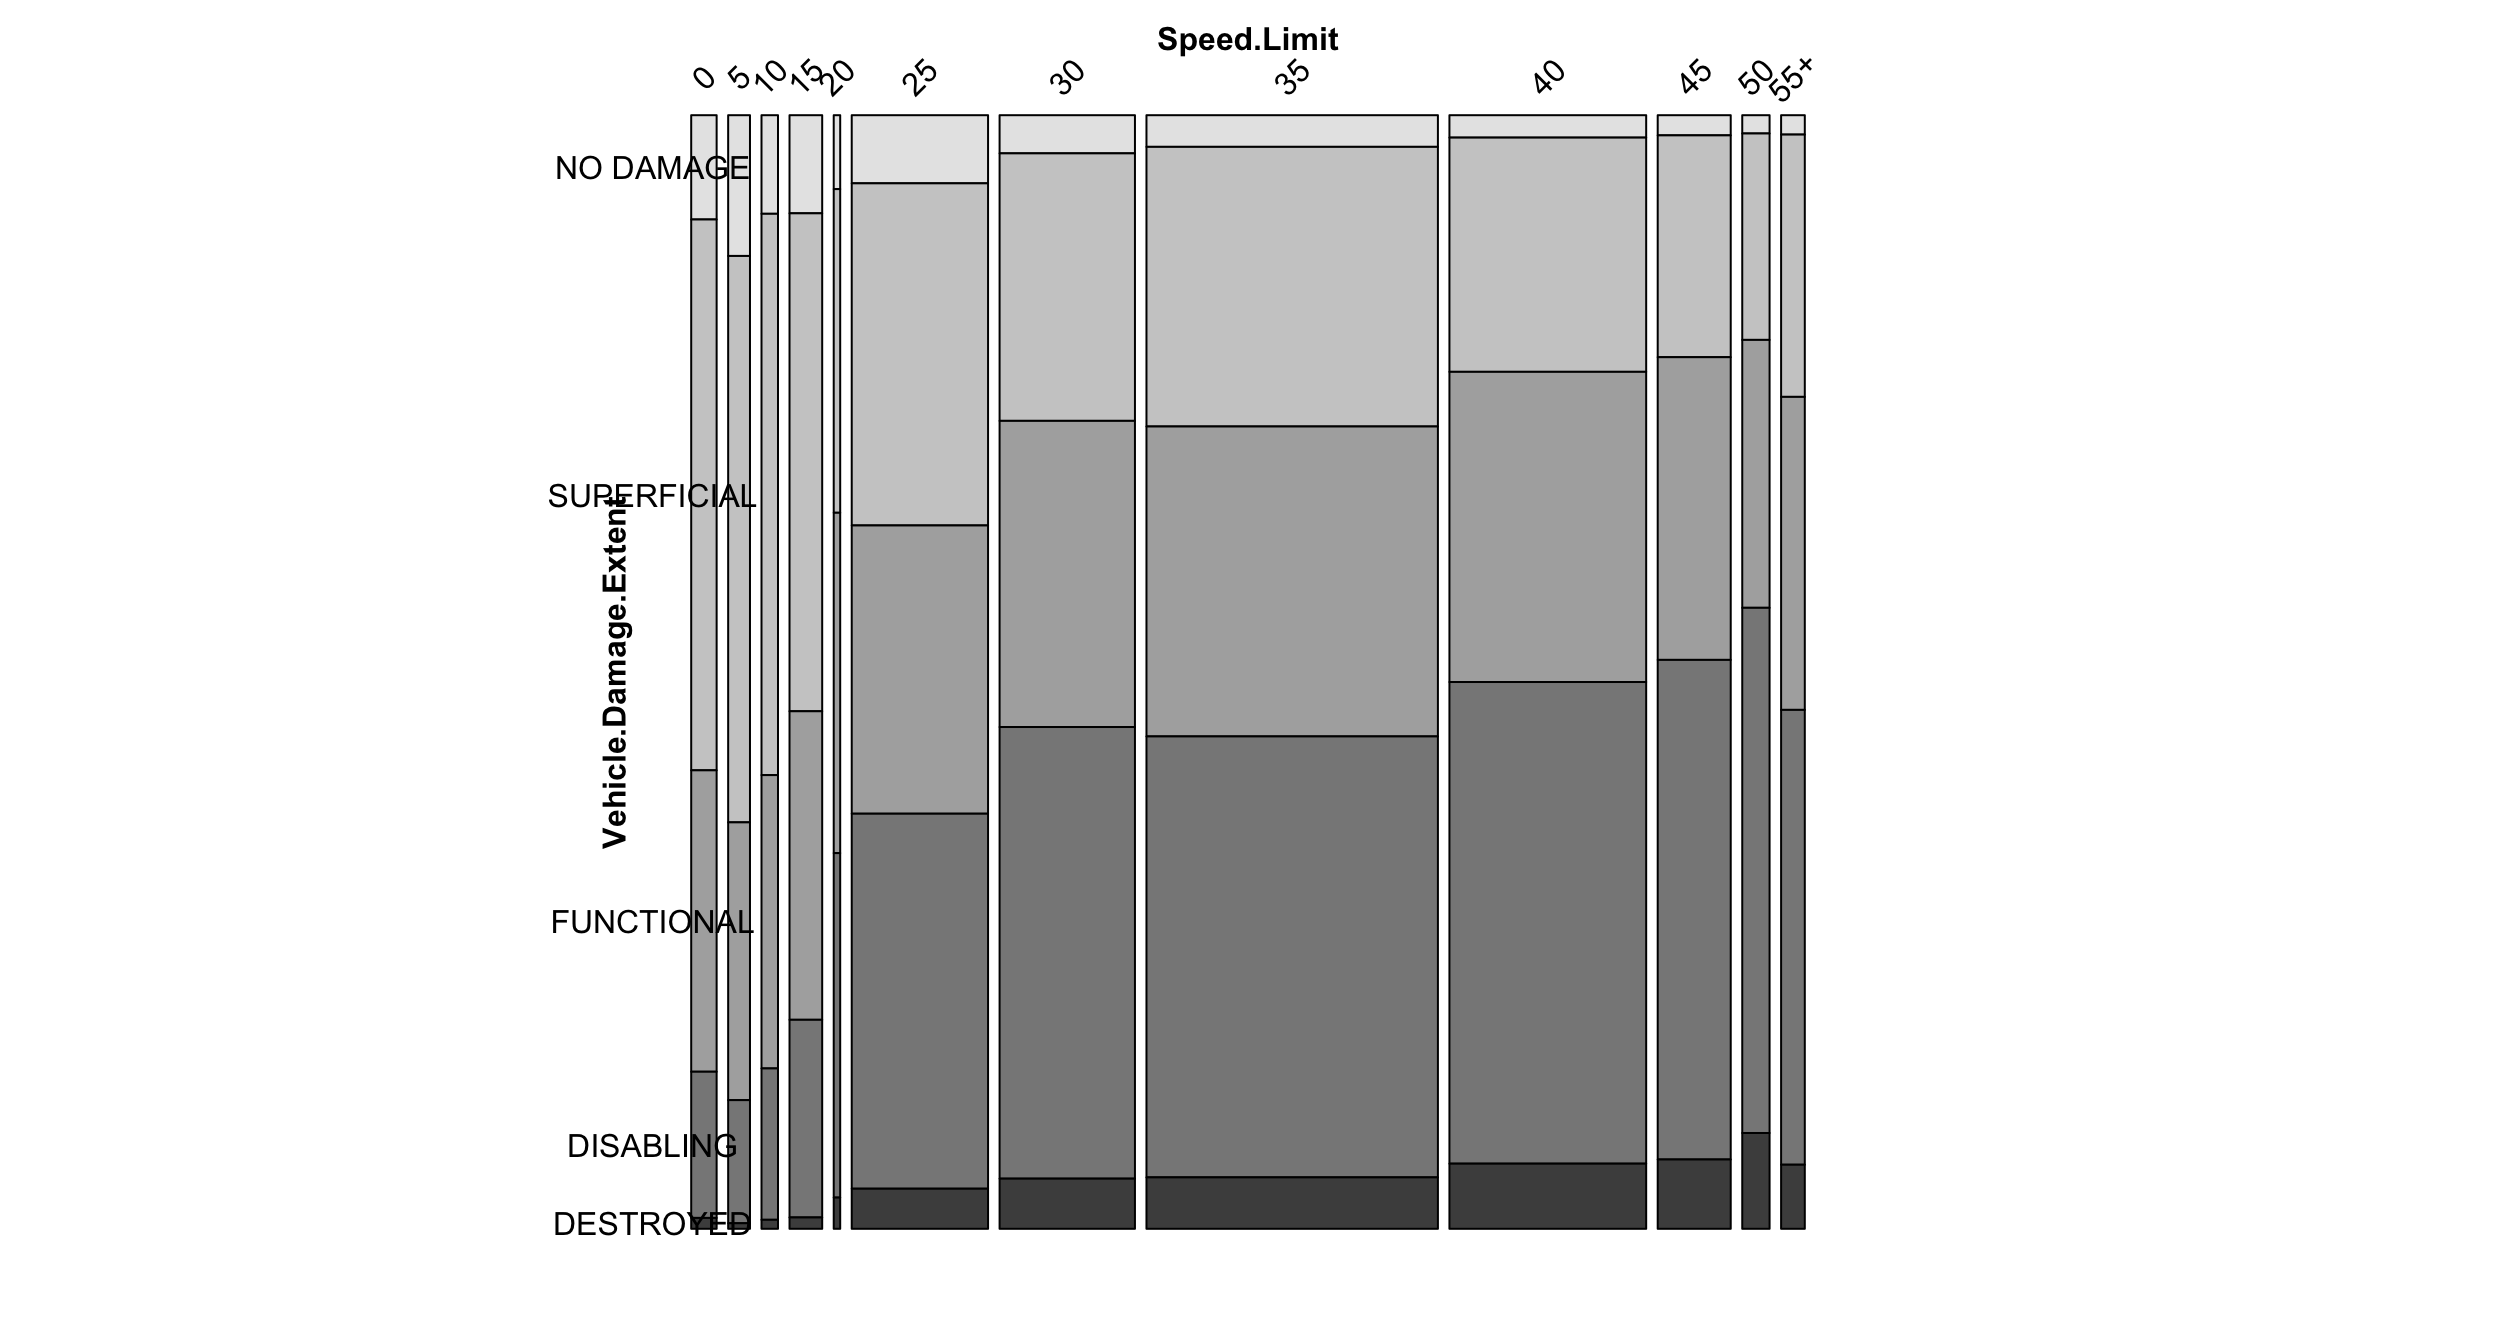 Speed.Limit
0 5 10 15 20 25 30 35 40 45 50 55+
Vehicle.Damage.Extent
NO DAMAGE
SUPERFICIAL
FUNCTIONAL
DISABLING
DESTROYED